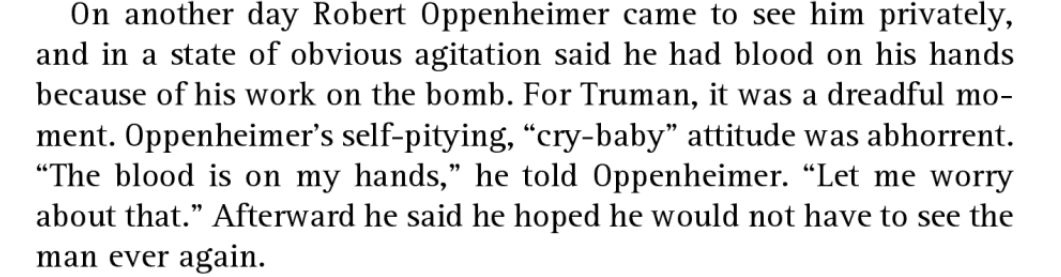 On another day Robert Oppenheimer came to see him privately,
and in a state of obvious agitation said he had blood on his hands
because of his work on the bomb. For Truman, it was a dreadful mo-
ment. Oppenheimer’s self-pitying, “cry-baby” attitude was abhorrent.
“The blood is on my hands,” he told Oppenheimer. “Let me worry
about that.” Afterward he said he hoped he would not have to see the
man ever again.